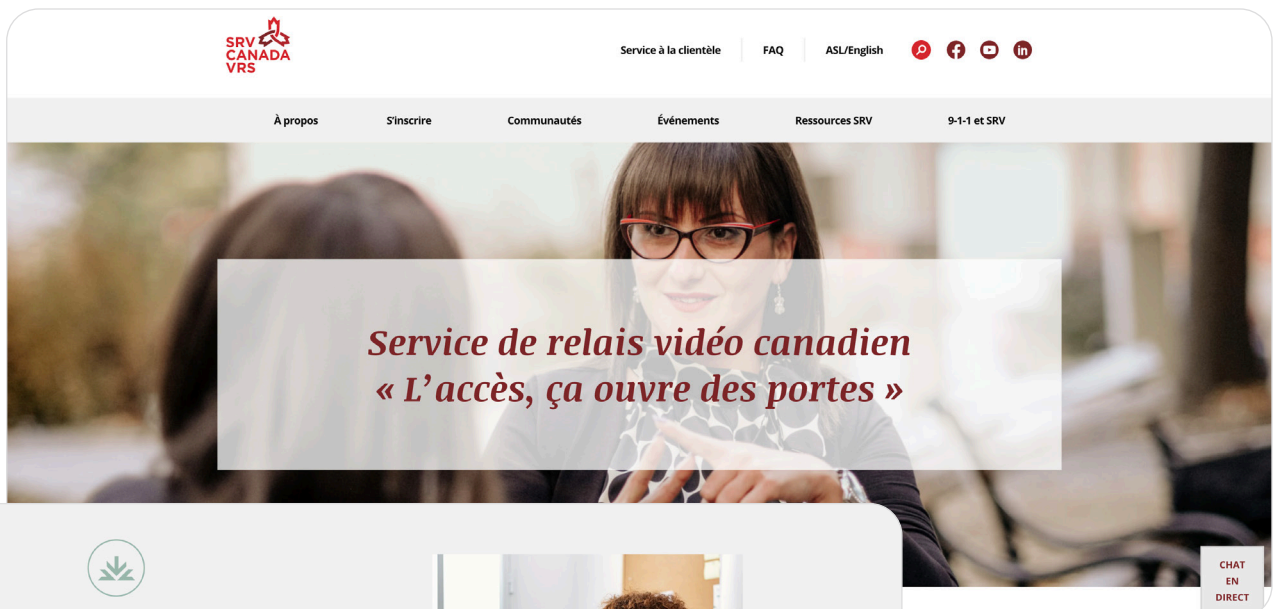 SRV
CANADA
VRS
Service à la clientèle
FAQ
ASL/English
À propos
S'inscrire
Communautés
Événements
Ressources SRV
9-1-1 et SRV
Service de relais vidéo canadien
« L'accès, ça ouvre des portes »
CHAT
EN
DIRECT